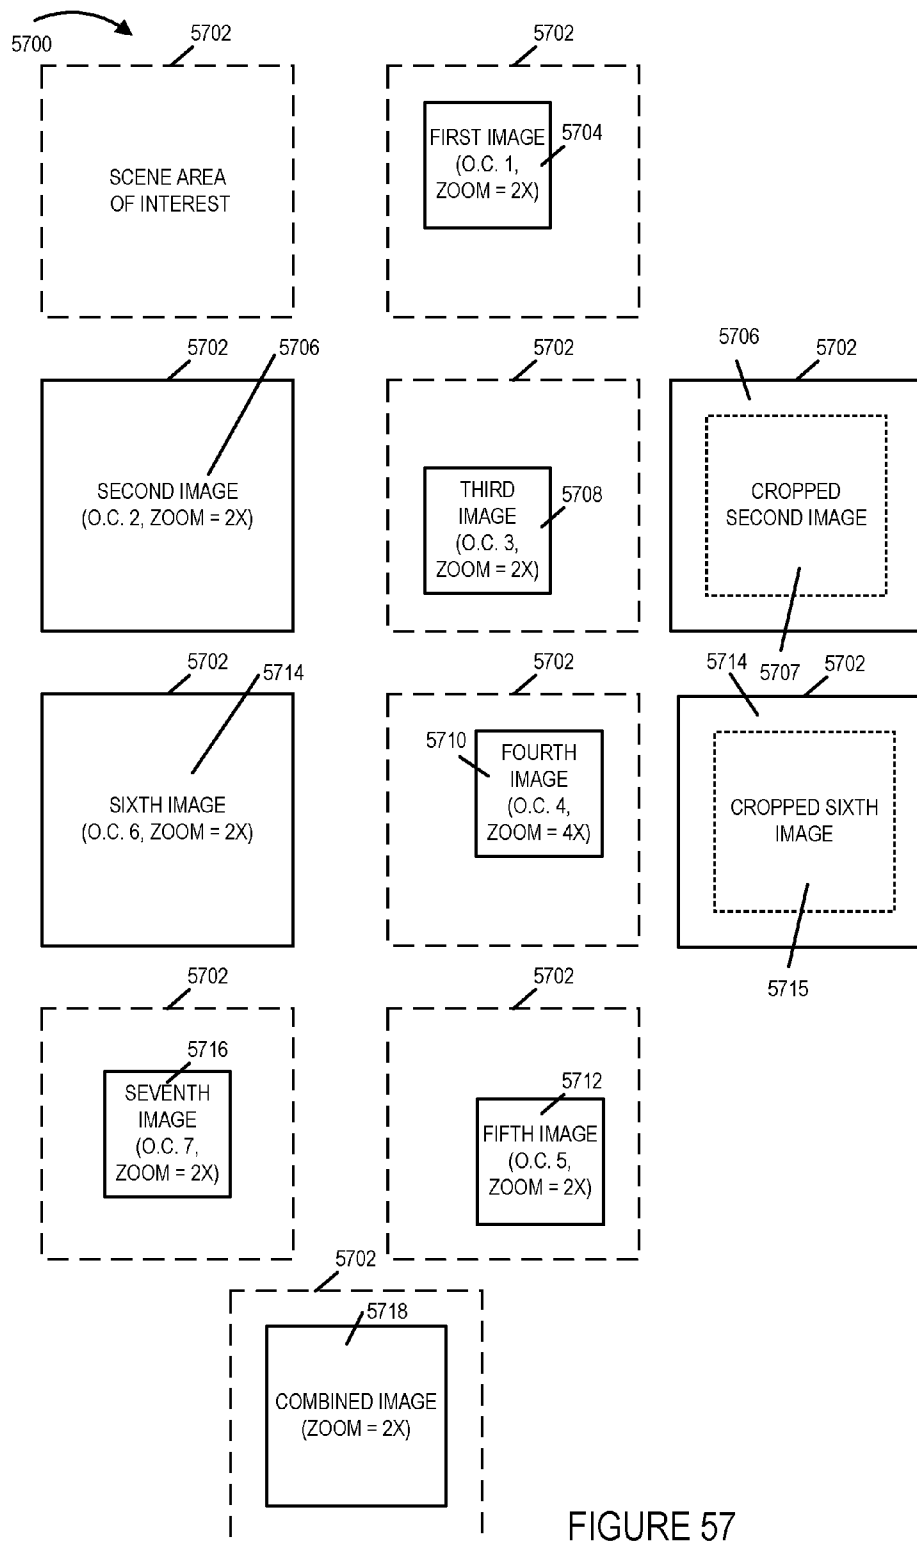 5700
5702
SCENE AREA
OF INTEREST
5702
FIRST IMAGE
(O.C. 1,
ZOOM = 2X)
5704
5702
5706
SECOND IMAGE
(O.C. 2, ZOOM = 2X)
5702
THIRD
IMAGE
(O.C. 3,
ZOOM = 2X)
5708
5706
5702
CROPPED
SECOND IMAGE
5707
5702
5714
SIXTH IMAGE
(O.C. 6, ZOOM = 2X)
5702
5710
FOURTH
IMAGE
(O.C. 4,
ZOOM = 4X)
5714
5702
CROPPED SIXTH
IMAGE
5715
5702
5716
SEVENTH
IMAGE
(O.C. 7,
ZOOM = 2X)
5702
5712
FIFTH IMAGE
(O.C. 5,
ZOOM = 2X)
5702
5718
COMBINED IMAGE
(ZOOM = 2X)
FIGURE 57